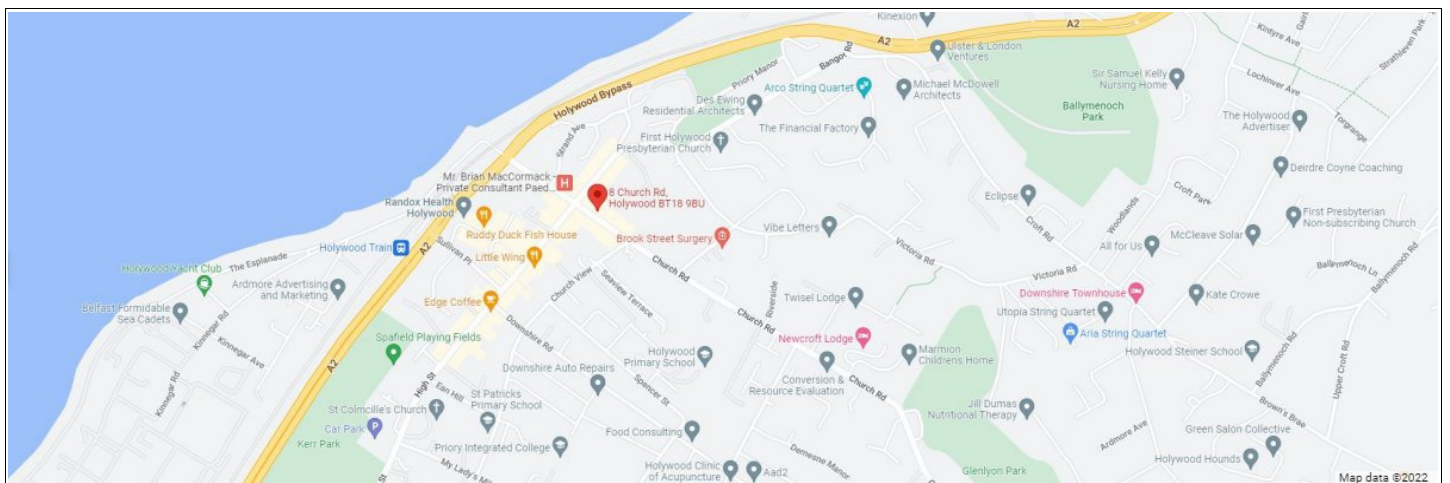 Kinexion
A2
A2
Kintyre Ave
Gairl
Strathleven Park
Ulster & London
Ventures
Priory Manor
Bangor Rd
Arco String Quartet
Michael McDowell
Architects
Sir Samuel Kelly
Nursing Home
Lochinver Ave
Holywood Bypass
Des Ewing
Residential Architects
Ballymenoch
Park
The Holywood
Advertiser
Torgrange
Strand Ave
First Holywood
Presbyterian Church
The Financial Factory
Deirdre Coyne Coaching
Mr. Brian MacCormack -
Private Consultant Paed...
H
8 Church Rd,
Holywood BT18 9BU
Eclipse
Woodlands
Croft Park
Randox Health
Holywood
First Presbyterian
Non-subscribing Church
Ruddy Duck Fish House
Brook Street Surgery
Vibe Letters
Croft Rd
McCleave Solar
All for Us
Holywood Train
A2
Sullivan Pl
Little Wing
Church Rd
Victoria Rd
Victoria Rd
Ballymenoch Ln
Ballymenoch Rd
Holywood Yacht Club
The Esplanade
Church View
Seaview Terrace
Ardmore Advertising
and Marketing
Edge Coffee
Riverside
Twisel Lodge
Downshire Townhouse
Kate Crowe
Belfast Formidable
Sea Cadets
Kinnegar Rd
Downshire Rd
Church Rd
Utopia String Quartet
Aria String Quartet
Kinnegar Ave
Spafield Playing Fields
Newcroft Lodge
Holywood Steiner School
Holywood
Primary School
Marmion
Childrens Home
A2
High St
Downshire Auto Repairs
Conversion &
Resource Evaluation
Church Rd
Ballymenoch Rd
Upper Croft Rd
Kinnegar Rd
Ean Hill
St Patricks
Primary School
Spencer St
St Colmcille's Church
Jill Dumas
Nutritional Therapy
Brown's Brae
Car Park
P
Food Consulting
Ardmore Ave
Green Salon Collective
Kerr Park
Priory Integrated College
Demesne Manor
Holywood Hounds
My Lady's Mi
St
Holywood Clinic
of Acupuncture
Aad2
Glenlyon Park
Map data ©2022